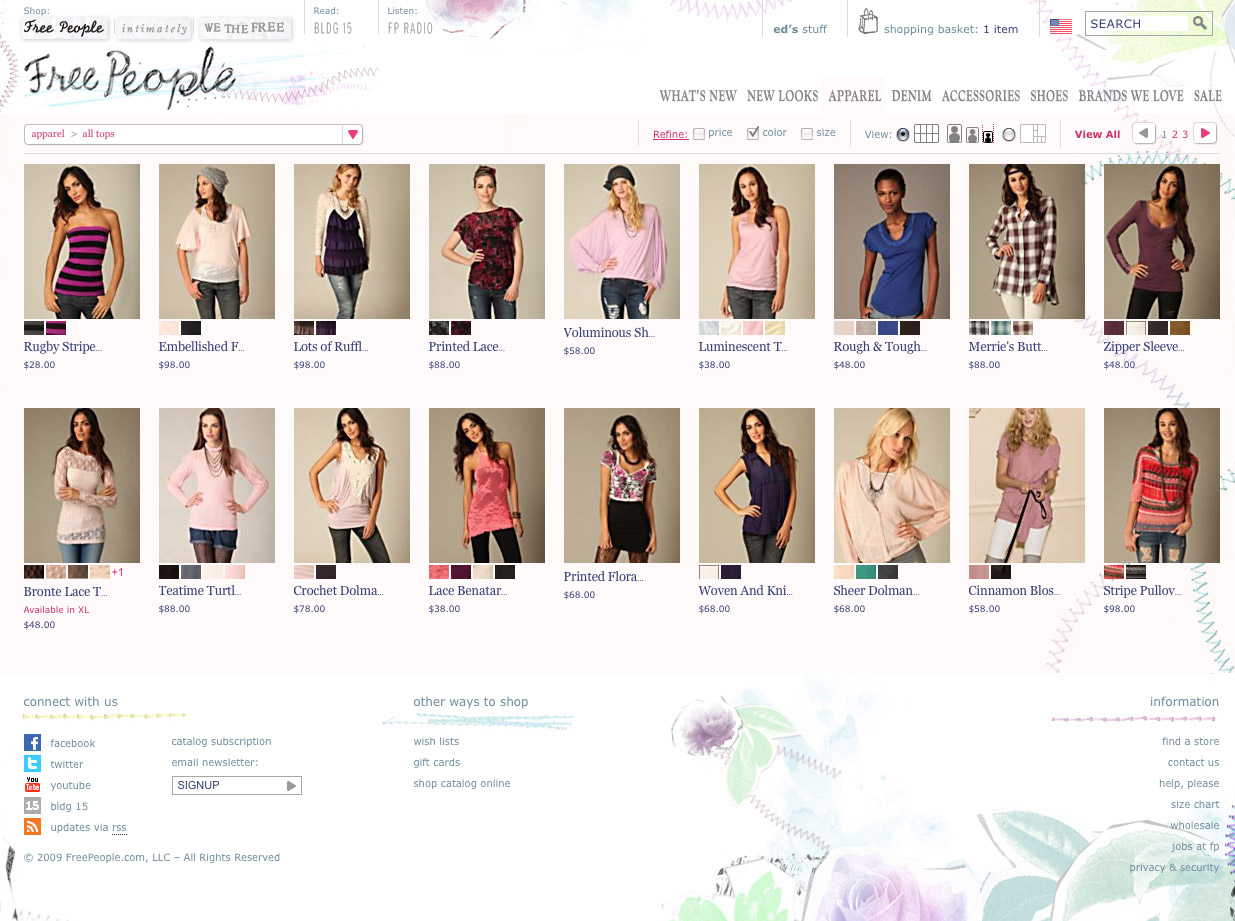 Shop:
Free People
intimately
WE THE FREE
Read:
BLDG 15
Listen:
FP RADIO
ed's stuff
shopping basket: 1 item
SEARCH
Free People
WHAT'S NEW NEW LOOKS APPAREL DENIM ACCESSORIES SHOES BRANDS WE LOVE SALE
apparel > all tops
Refine: price color size
View:
View All
1 2 3
Rugby Stripe... Embellished F... Lots of Ruffl... Printed Lace... Voluminous Sh... Luminescent T... Rough & Tough... Merrie's Butt... Zipper Sleeve...
$28.00 $98.00 $98.00 $88.00 $58.00 $38.00 $48.00 $88.00 $48.00
+1
Bronte Lace T... Teatime Turtl... Crochet Dolma... Lace Benatar... Printed Flora... Woven And Kni... Sheer Dolman... Cinnamon Blos... Stripe Pullov...
Available in XL
$48.00 $88.00 $78.00 $38.00 $68.00 $68.00 $68.00 $58.00 $98.00
connect with us
facebook
twitter
You Tube
youtube
15
bldg 15
updates via rss
catalog subscription
email newsletter:
SIGNUP
other ways to shop
wish lists
gift cards
shop catalog online
information
find a store
contact us
help, please
size chart
wholesale
jobs at fp
privacy & security
© 2009 FreePeople.com, LLC – All Rights Reserved